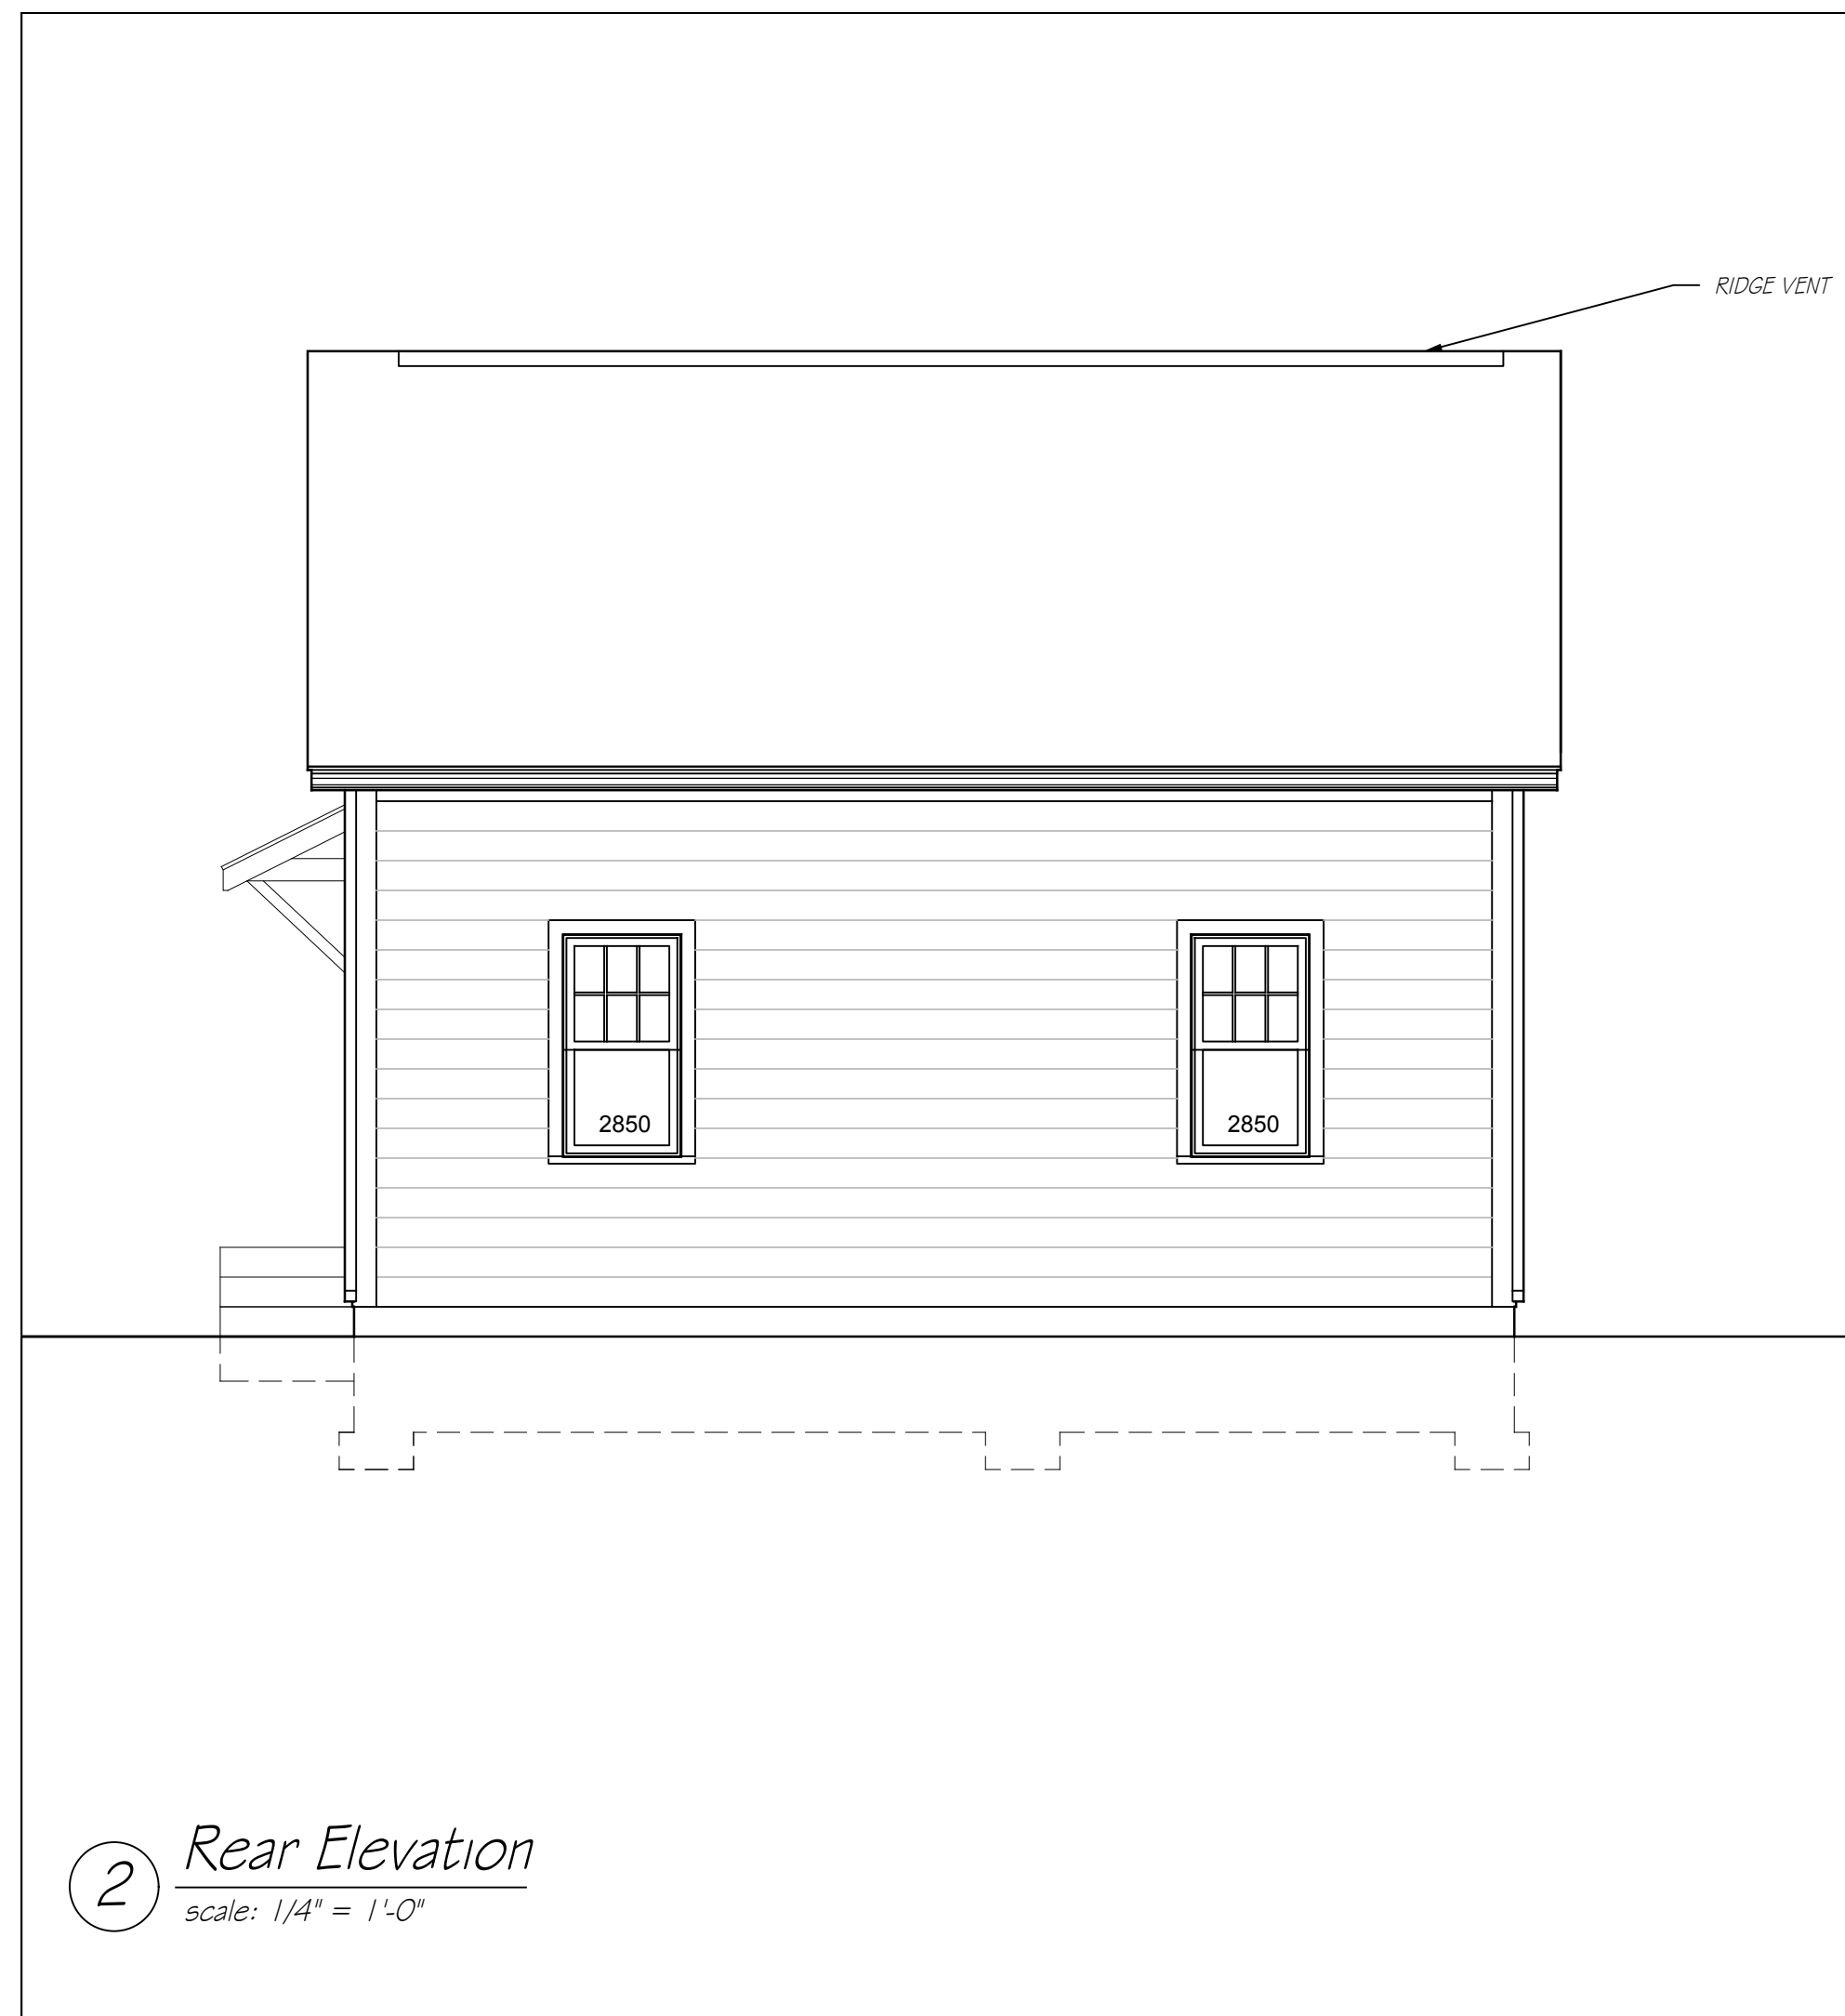 RIDGE VENT
2850
2850
2
Rear Elevation
scale: 1/4" = 1'-0"